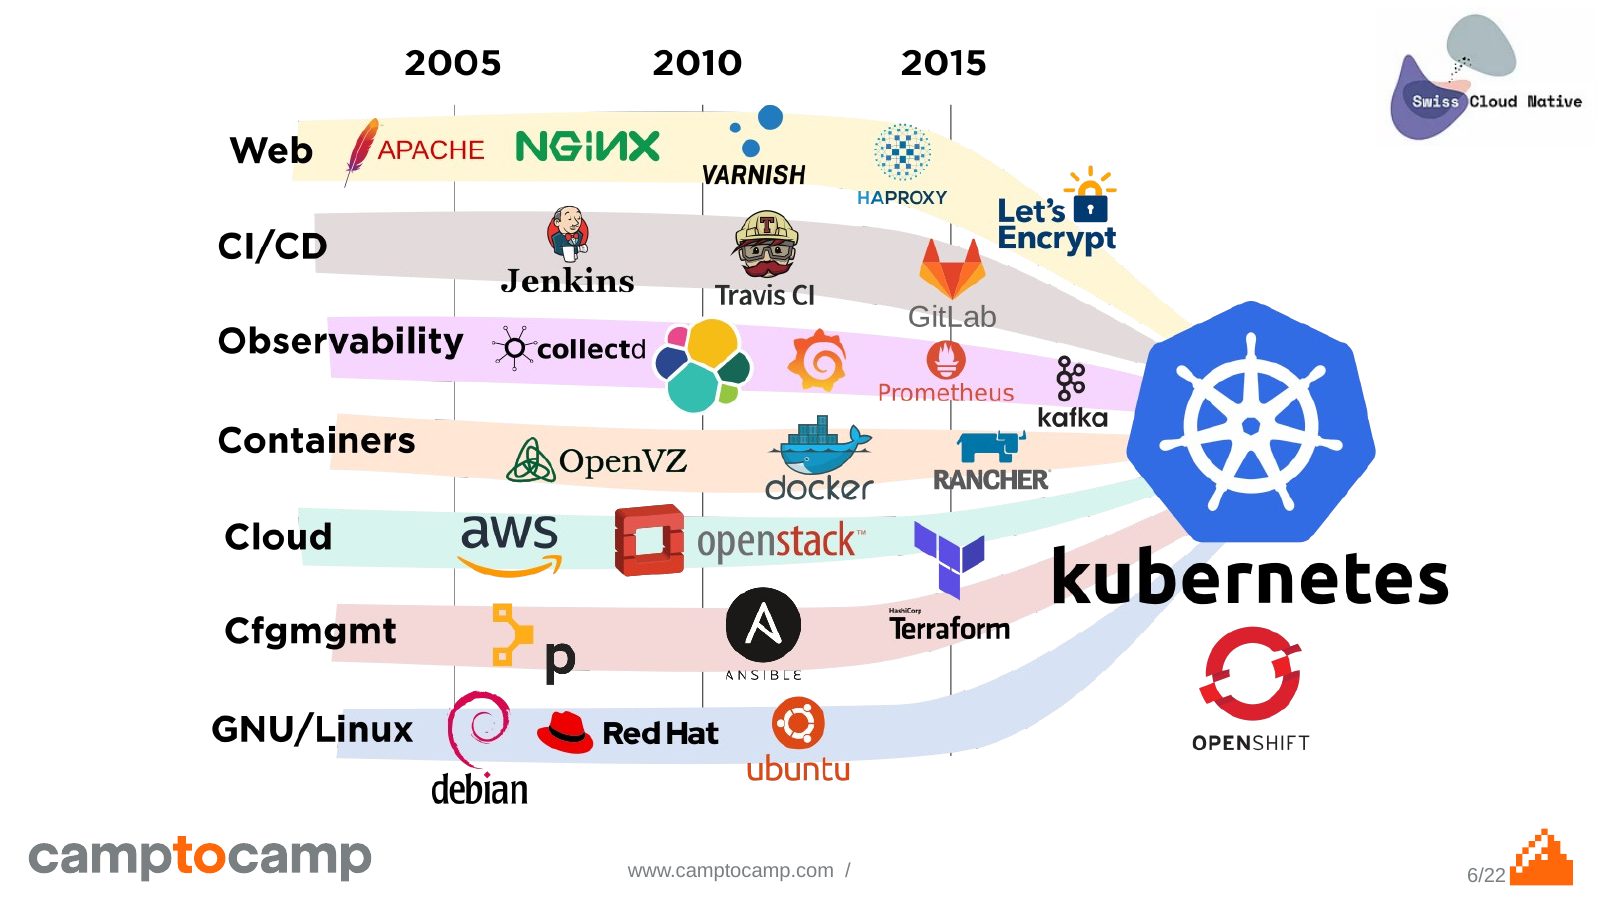 2005 2010 2015
Swiss Cloud Native
Web
APACHE
NGINX
VARNISH
HAPROXY
Let's
Encrypt
CI/CD
Jenkins
Travis CI
GitLab
Observability
collectd
Prometheus
kafka
Containers
OpenVZ
docker
RANCHER
Cloud
aws
openstack™
HashiCorp
Terraform
kubernetes
Cfgmgmt
p
ANSIBLE
GNU/Linux
debian
Red Hat
ubuntu
OPENSHIFT
camptocamp
www.camptocamp.com /
6/22